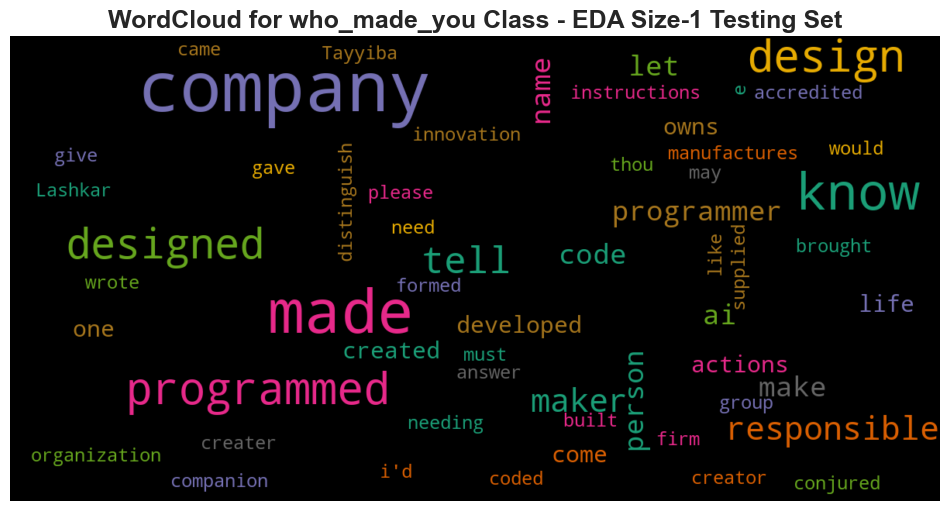 WordCloud for who_made_you Class - EDA Size-1 Testing Set
came
Tayyiba
company
name
let
design
instructions
e
accredited
innovation
owns
give
gave
distinguish
thou
manufactures
may
would
Lashkar
please
know
need
programmer
designed
tell
code
like
supplied
brought
wrote
formed
made
life
one
developed
ai
created
must
answer
person
actions
programmed
maker
make
group
needing
built
responsible
creater
firm
organization
come
companion
i'd
coded
creator
conjured